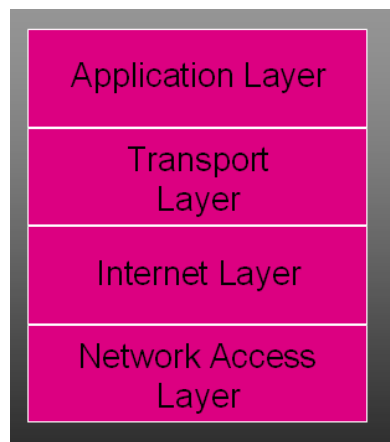 Application Layer
Transport
Layer
Internet Layer
Network Access
Layer